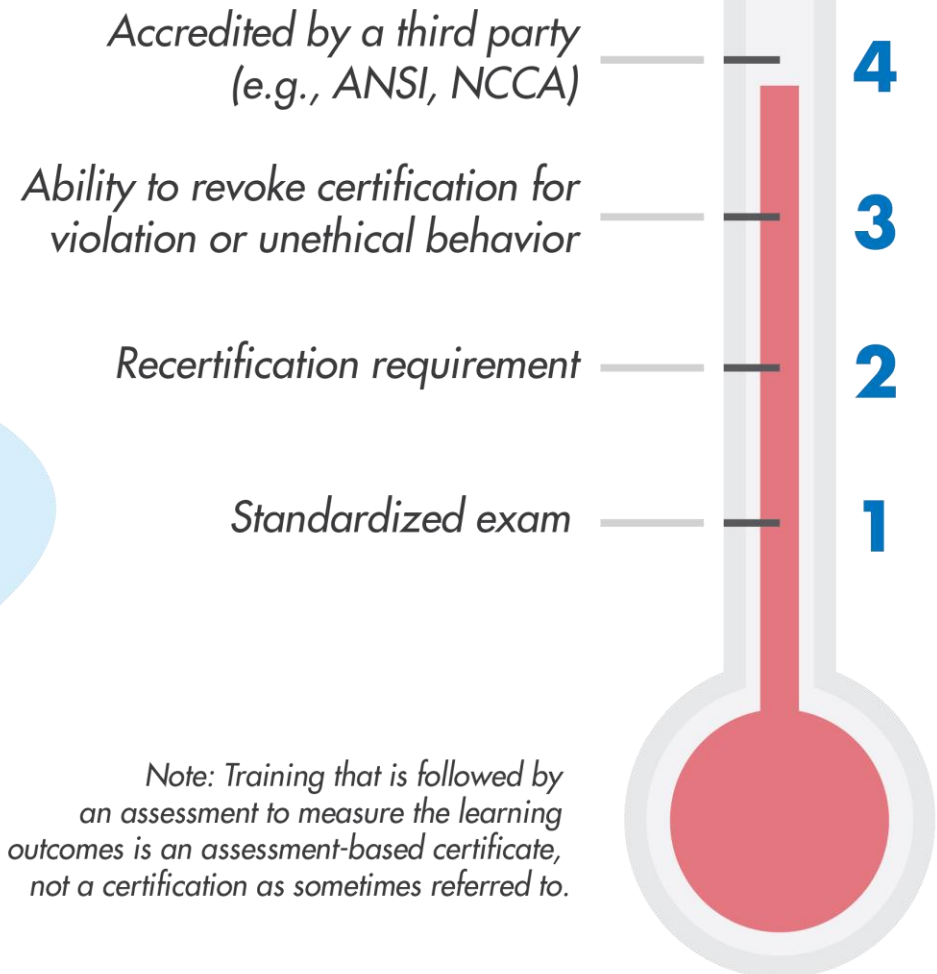 Accredited by a third party
(e.g., ANSI, NCCA)
4
Ability to revoke certification for
violation or unethical behavior
3
Recertification requirement
2
Standardized exam
1
Note: Training that is followed by
an assessment to measure the learning
outcomes is an assessment-based certificate,
not a certification as sometimes referred to.